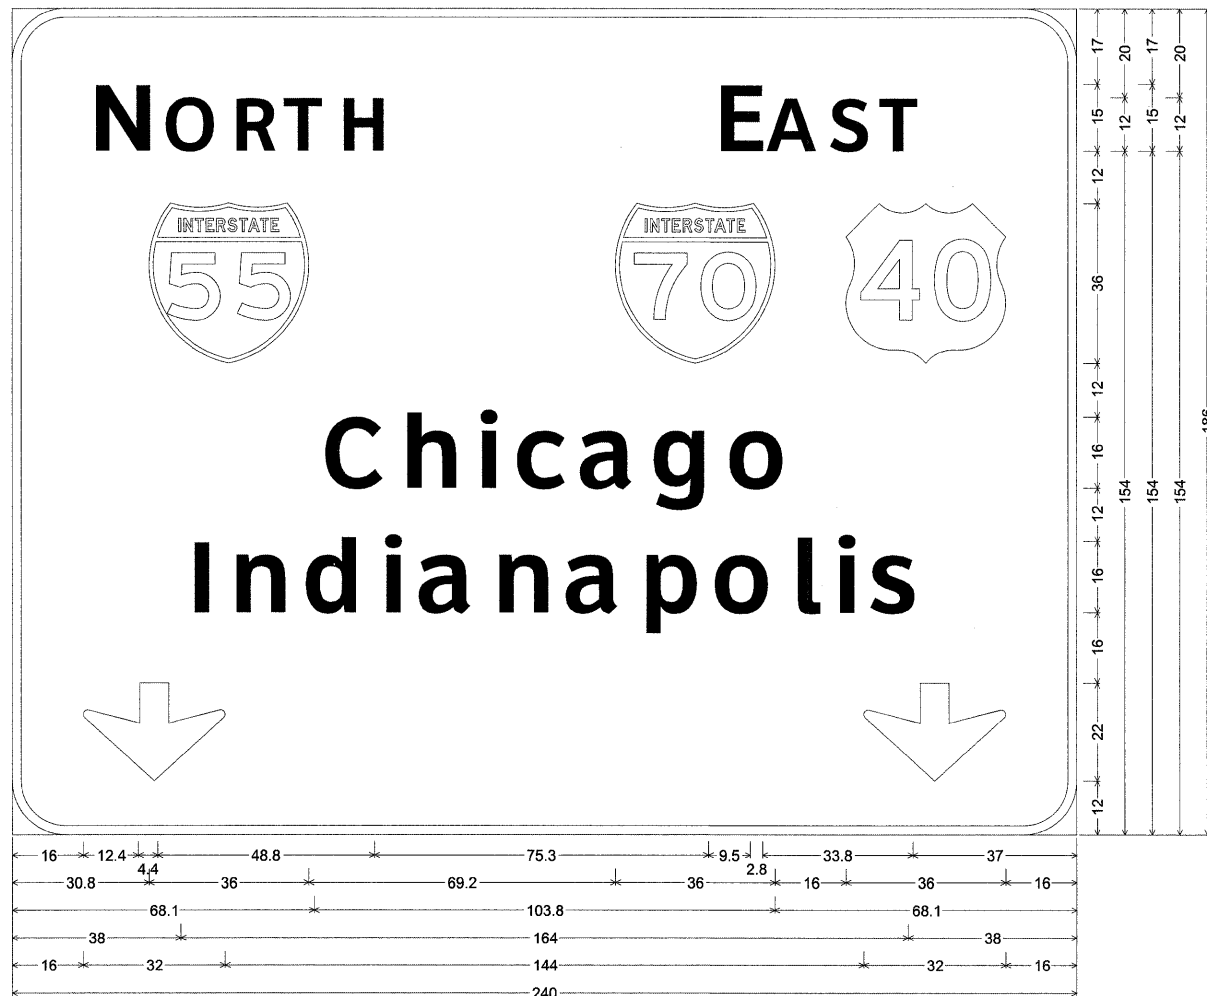 NORTH EAST
INTERSTATE INTERSTATE
55 70 40
Chicago
Indianapolis
17 20 17 20
15 12 15 12
12
36
12
16
186
154 154 154
12
16
16
22
12
16 12.4 4.4 48.8 75.3 9.5 2.8 33.8 37
30.8 36 69.2 36 16 36 16
68.1 103.8 68.1
38 164 38
16 32 144 32 16
240